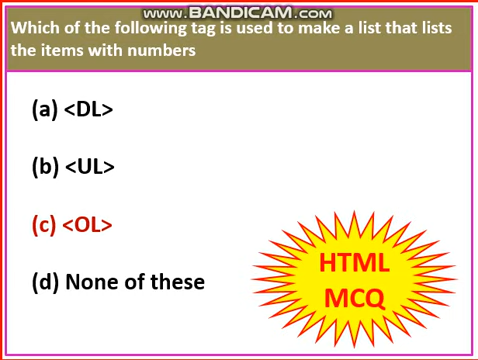 www.BANDICAM.com
Which of the following tag is used to make a list that lists
the items with numbers
(a) <DL>
(b) <UL>
(c) <OL>
(d) None of these
HTML
MCQ